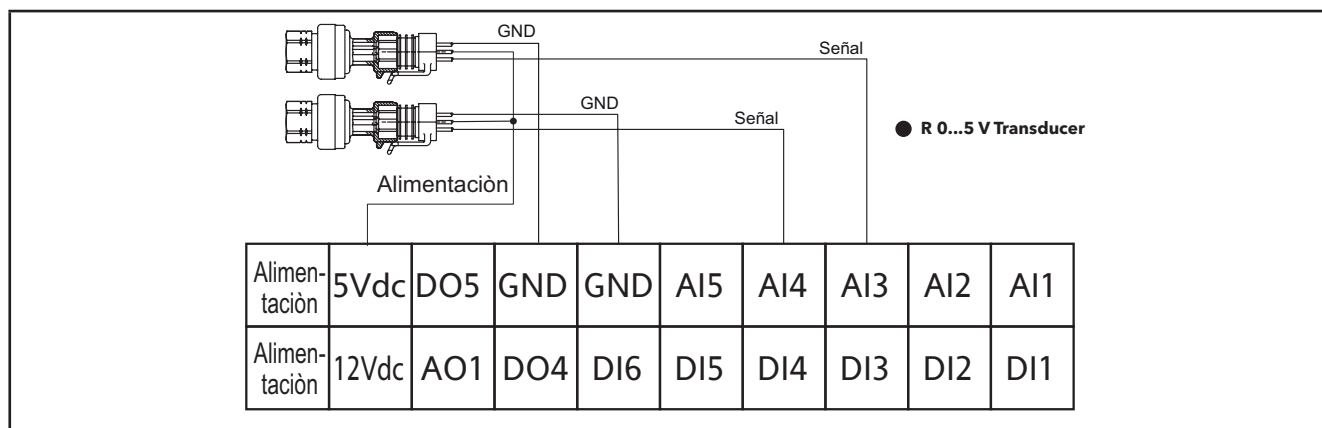 GND
Señal
GND
Señal
● R 0...5 V Transducer
Alimentaciòn
Alimen-
taciòn
5Vdc DO5 GND GND AI5 AI4 AI3 AI2 AI1
Alimen-
taciòn
12Vdc AO1 DO4 DI6 DI5 DI4 DI3 DI2 DI1